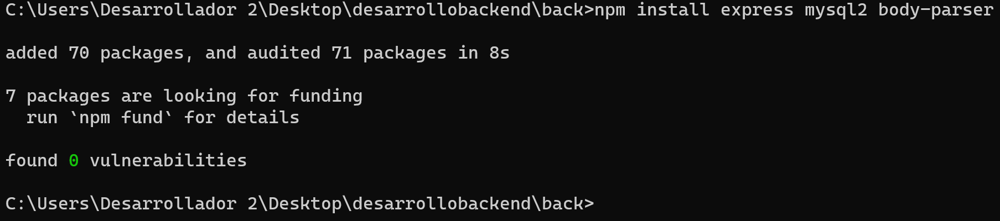 C:\Users\Desarrollador 2\Desktop\desarrollobackend\back>npm install express mysql2 body-parser
added 70 packages, and audited 71 packages in 8s
7 packages are looking for funding
run `npm fund` for details
found 0 vulnerabilities
C:\Users\Desarrollador 2\Desktop\desarrollobackend\back>